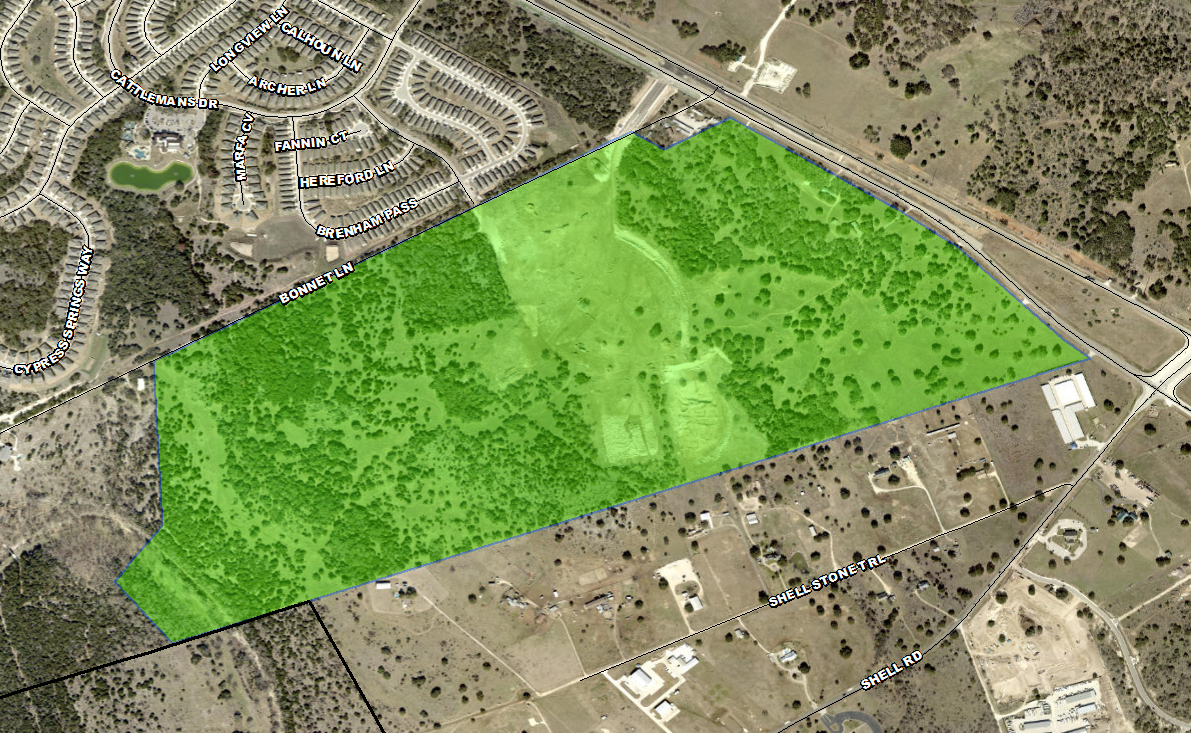 LONGVIEW LN
CALHOUN LN
CATTLEMANS DR
ARCHER LN
MARFA CV
FANNIN CT
HEREFORD LN
BRENHAM PASS
BONNET LN
CYPRESS SPRINGS WAY
SHELL STONE TRL
SHELL RD